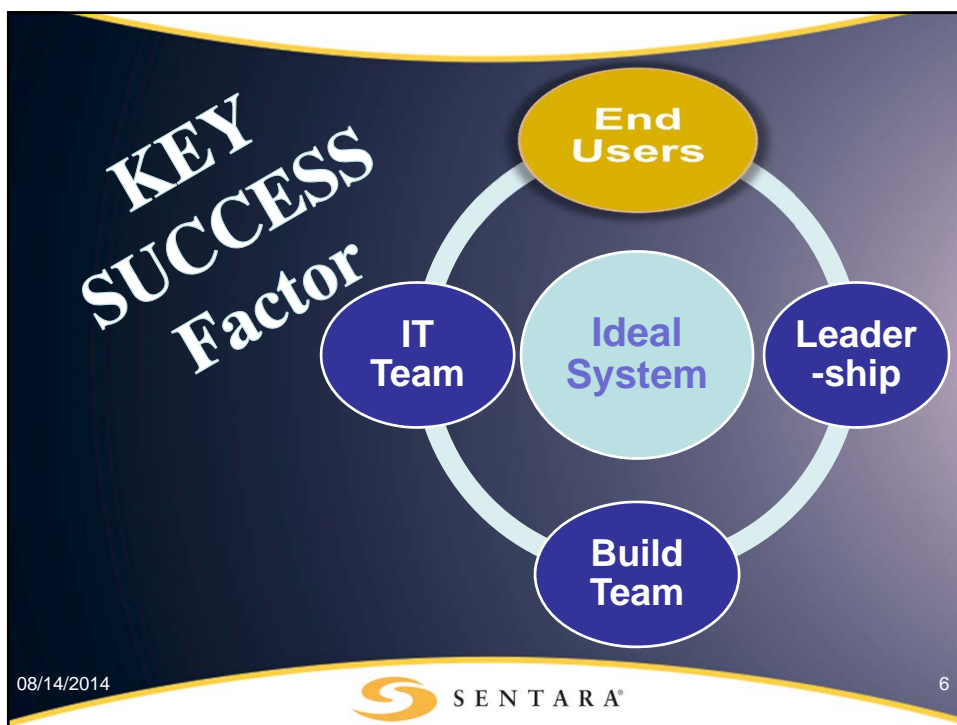 KEY
SUCCESS
Factor
End
Users
IT
Team
Ideal
System
Leader
-ship
Build
Team
08/14/2014
SENTARA®
6